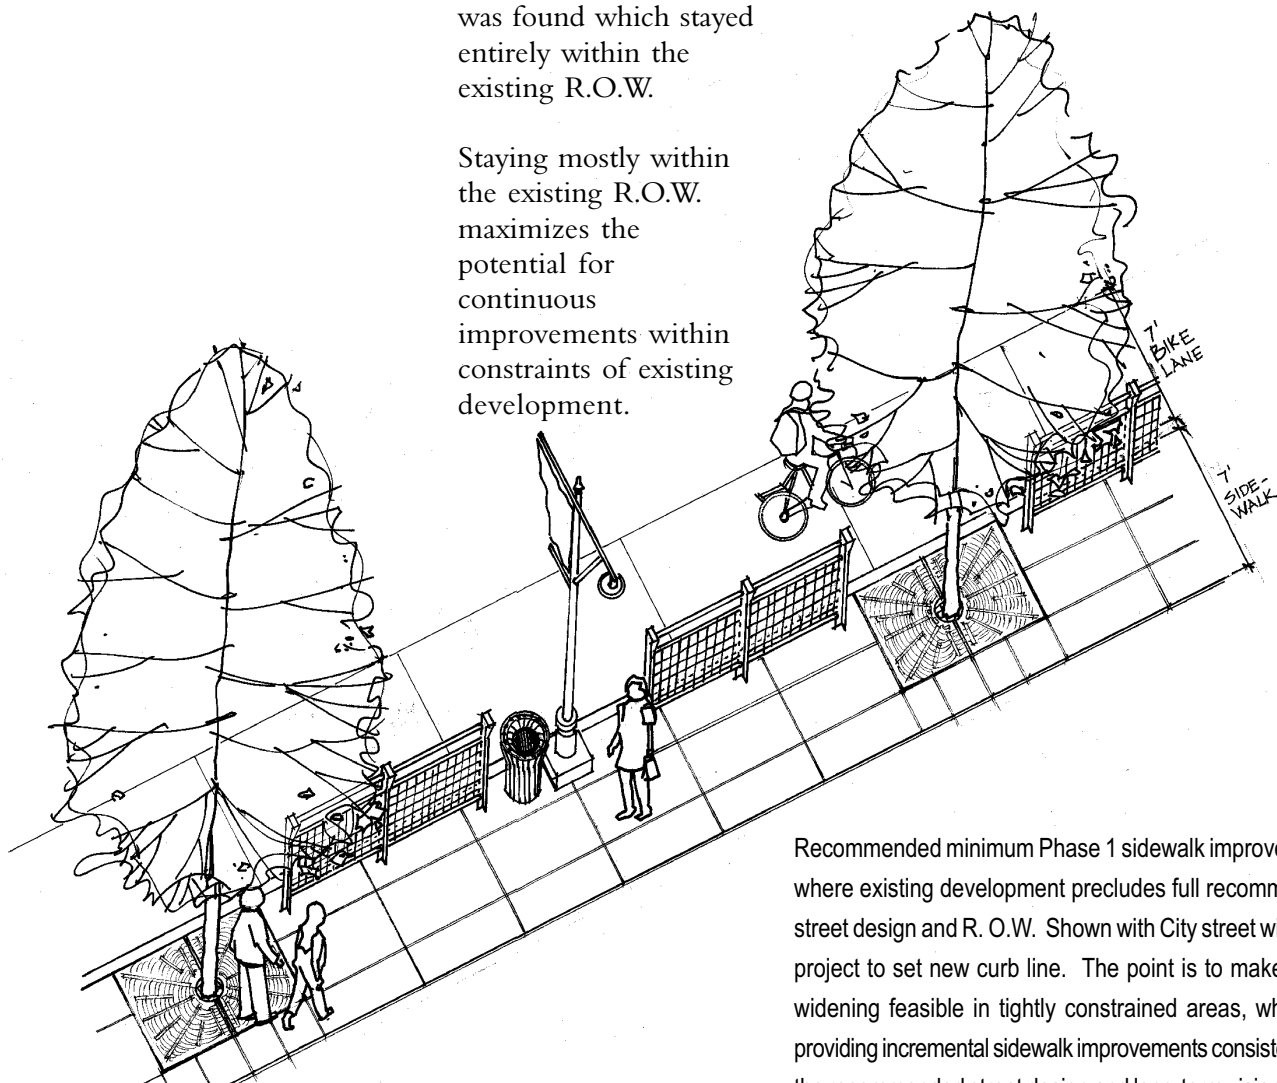 was found which stayed
entirely within the
existing R.O.W.
Staying mostly within
the existing R.O.W.
maximizes the
potential for
continuous
improvements within
constraints of existing
development.
7'
BIKE
LANE
7'
SIDE-
WALK
Recommended minimum Phase 1 sidewalk improve
where existing development precludes full recomm
street design and R. O.W. Shown with City street wi
project to set new curb line. The point is to make
widening feasible in tightly constrained areas, wh
providing incremental sidewalk improvements consiste